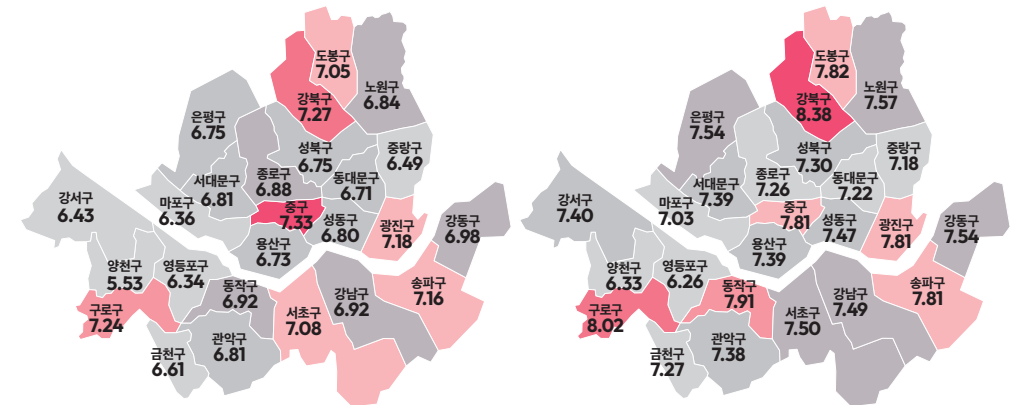 도봉구
7.05
노원구
6.84
강북구
7.27
은평구
6.75
성북구
6.75
중랑구
6.49
종로구
6.88
동대문구
6.71
서대문구
6.81
강서구
6.43
마포구
6.36
중구
7.33
성동구
6.80
광진구
7.18
강동구
6.98
용산구
6.73
양천구
5.53
영등포구
6.34
동작구
6.92
강남구
6.92
송파구
7.16
구로구
7.24
서초구
7.08
관악구
6.81
금천구
6.61
도봉구
7.82
노원구
7.57
강북구
8.38
은평구
7.54
성북구
7.30
중랑구
7.18
종로구
7.26
동대문구
7.22
서대문구
7.39
강서구
7.40
마포구
7.03
중구
7.81
성동구
7.47
광진구
7.81
강동구
7.54
용산구
7.39
양천구
6.33
영등포구
6.26
동작구
7.91
강남구
7.49
송파구
7.81
구로구
8.02
서초구
7.50
관악구
7.38
금천구
7.27